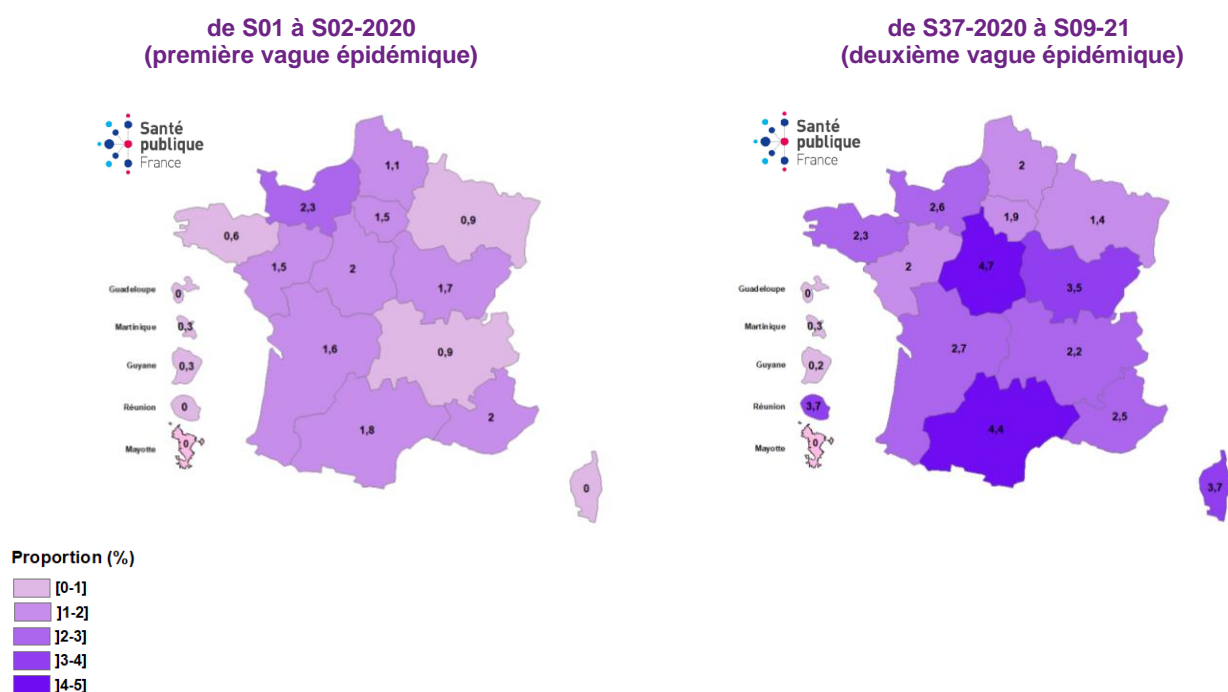 de S01 à S02-2020
(première vague épidémique)
Santé
publique
France
1,1
2,3
1,5
0,9
0,6
1,5
2
1,7
Guadeloupe
0
Martinique
0,3
1,6
0,9
Guyane
0,3
Réunion
0
2
1,8
Mayotte
0
0
de S37-2020 à S09-21
(deuxième vague épidémique)
Santé
publique
France
2
2,6
1,9
1,4
2,3
2
4,7
3,5
Guadeloupe
0
Martinique
0,3
2,7
2,2
Guyane
0,2
Réunion
3,7
2,5
4,4
Mayotte
0
3,7
Proportion (%)
[0-1]
]1-2]
]2-3]
]3-4]
]4-5]